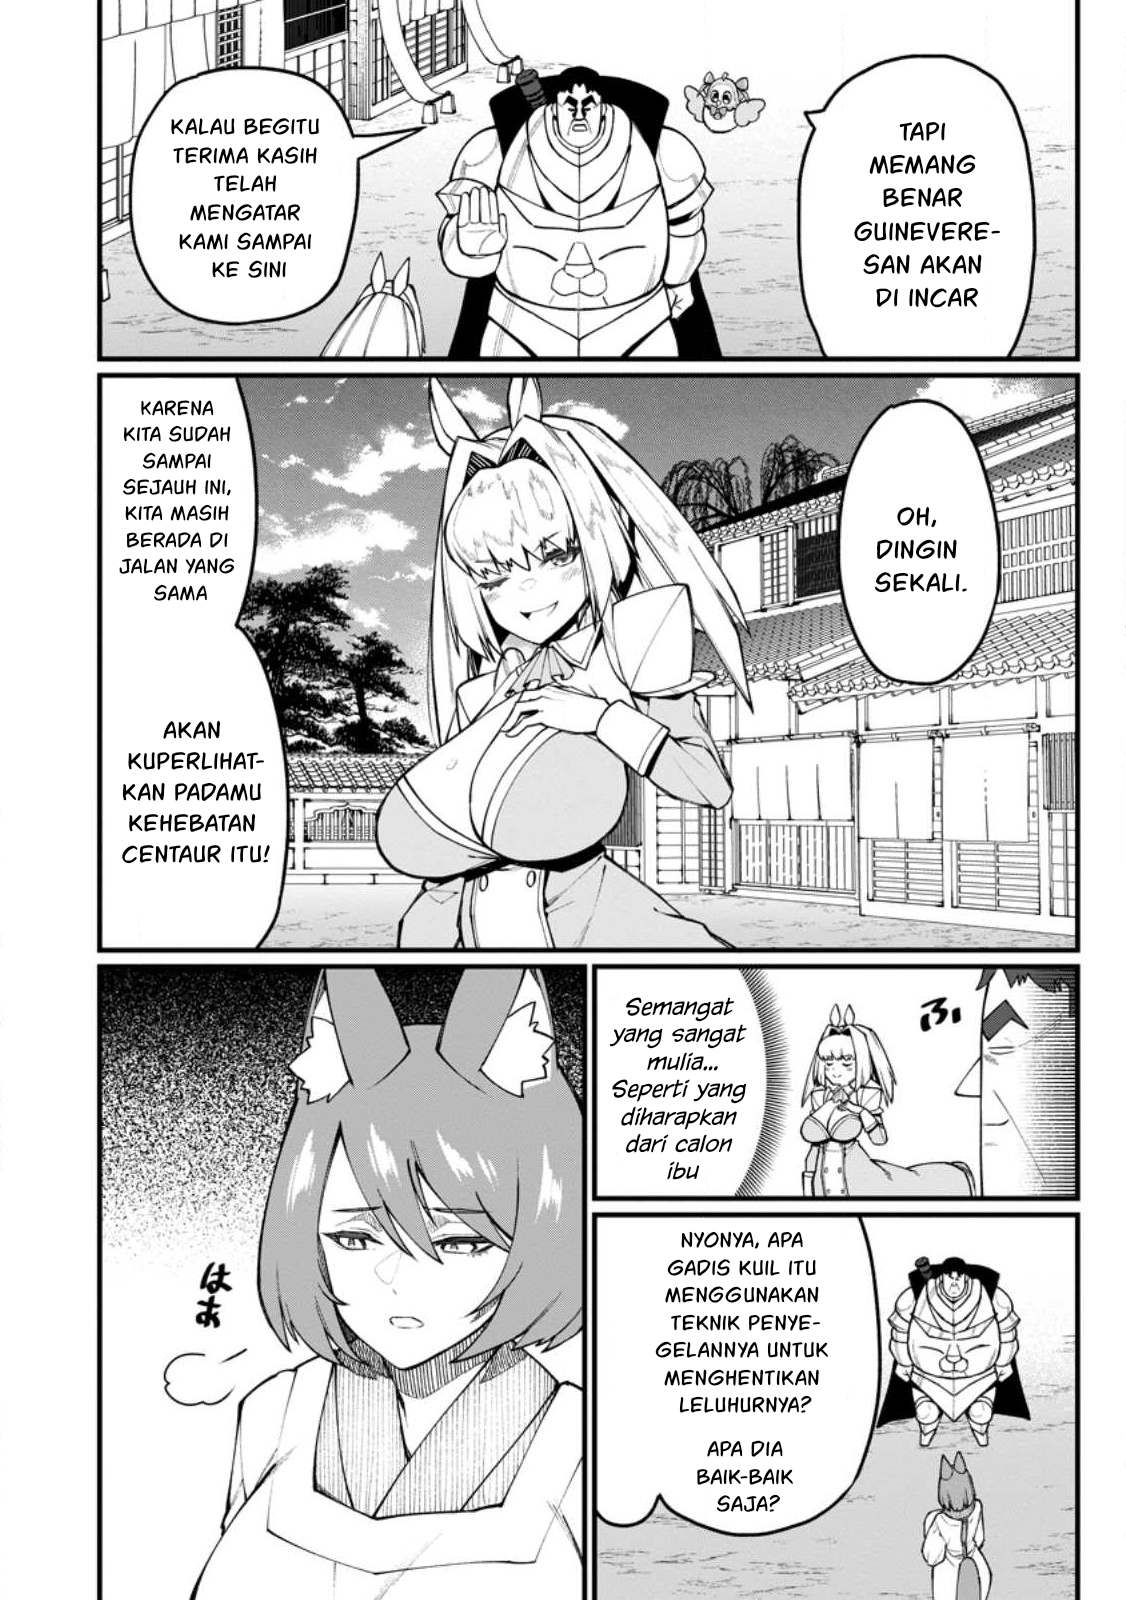 TAPI
MEMANG
BENAR
GUINEVERE-
SAN AKAN
DI INCAR
KALAU BEGITU
TERIMA KASIH
TELAH
MENGATAR
KAMI SAMPAI
KE SINI
OH,
DINGIN
SEKALI.
KARENA
KITA SUDAH
SAMPAI
SEJAUH INI,
KITA MASIH
BERADA DI
JALAN YANG
SAMA
AKAN
KUPERLIHAT-
KAN PADAMU
KEHEBATAN
CENTAUR ITU!
ふっ
Semangat
yang sangat
mulia...
Seperti yang
diharapkan
dari calon
ibu
NYONYA, APA
GADIS KUIL ITU
MENGGUNAKAN
TEKNIK PENYE-
GELANNYA UNTUK
MENGHENTIKAN
LELUHURNYA?
APA DIA
BAIK-BAIK
SAJA?
はぁ